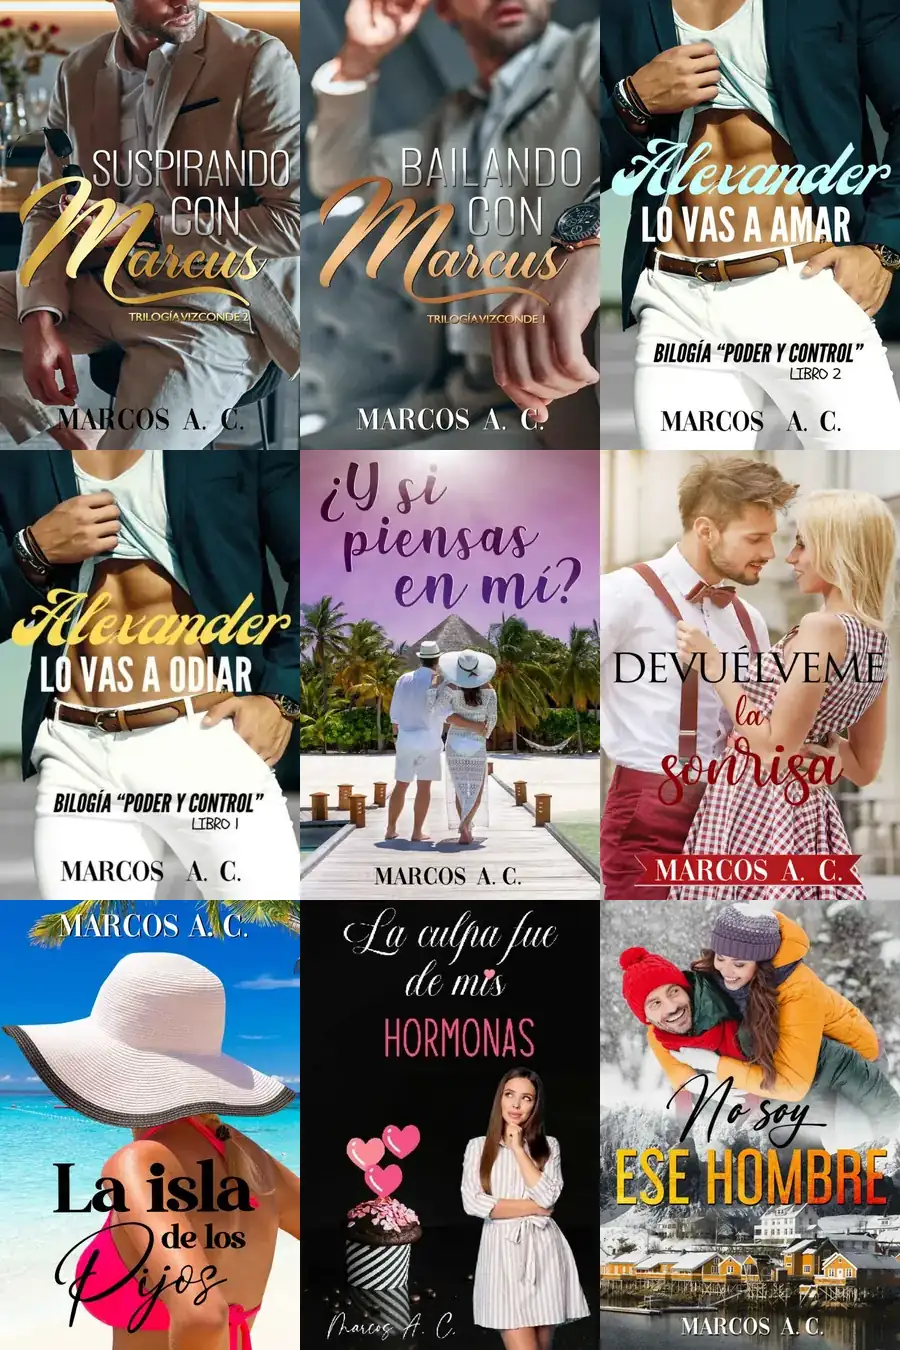 SUSPIRANDO
CON
Marcus
TRILOGÍA VIZCONDE 2
MARCOS A. C.
BAILANDO
CON
Marcus
TRILOGÍA VIZCONDE 1
MARCOS A. C.
Alexander
LO VAS A AMAR
BILOGÍA “PODER Y CONTROL”
LIBRO 2
MARCOS A. C.
Alexander
LO VAS A ODIAR
BILOGÍA “PODER Y CONTROL”
LIBRO 1
MARCOS A. C.
¿Y si
piensas
en mí?
MARCOS A. C.
DEVUÉLVEME
la
sonrisa
MARCOS A. C.
MARCOS A. C.
La isla
de los
Pijos
La culpa fue
de mis
HORMONAS
Marcos A. C.
No soy
ESE HOMBRE
MARCOS A. C.